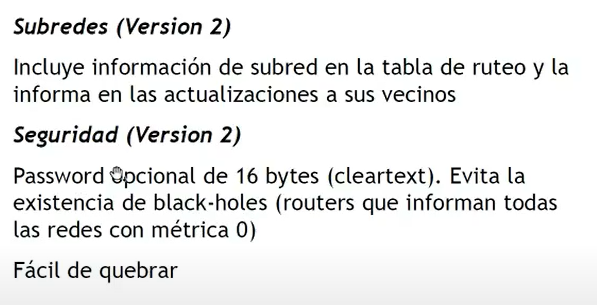 Subredes (Version 2)
Incluye información de subred en la tabla de ruteo y la
informa en las actualizaciones a sus vecinos
Seguridad (Version 2)
Password Opcional de 16 bytes (cleartext). Evita la
existencia de black-holes (routers que informan todas
las redes con métrica 0)
Fácil de quebrar